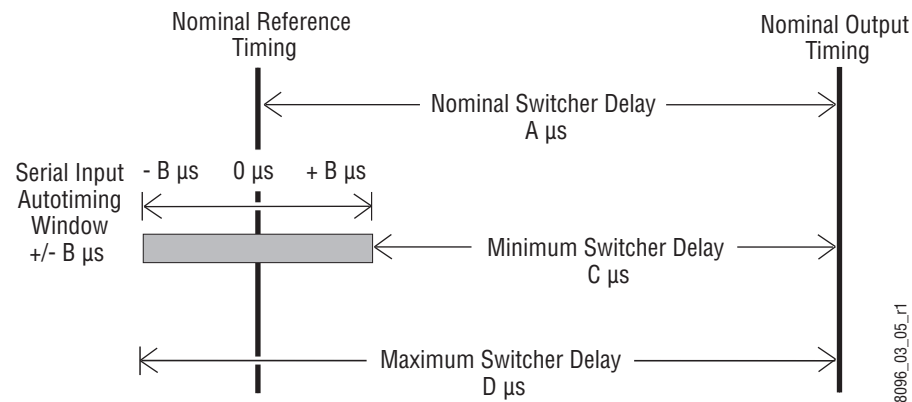 Nominal Reference
Timing
Nominal Output
Timing
Nominal Switcher Delay
A µs
Serial Input
Autotiming
Window
+/- B µs
- B µs 0 µs + B µs
Minimum Switcher Delay
C µs
Maximum Switcher Delay
D µs
8096_03_05_r1